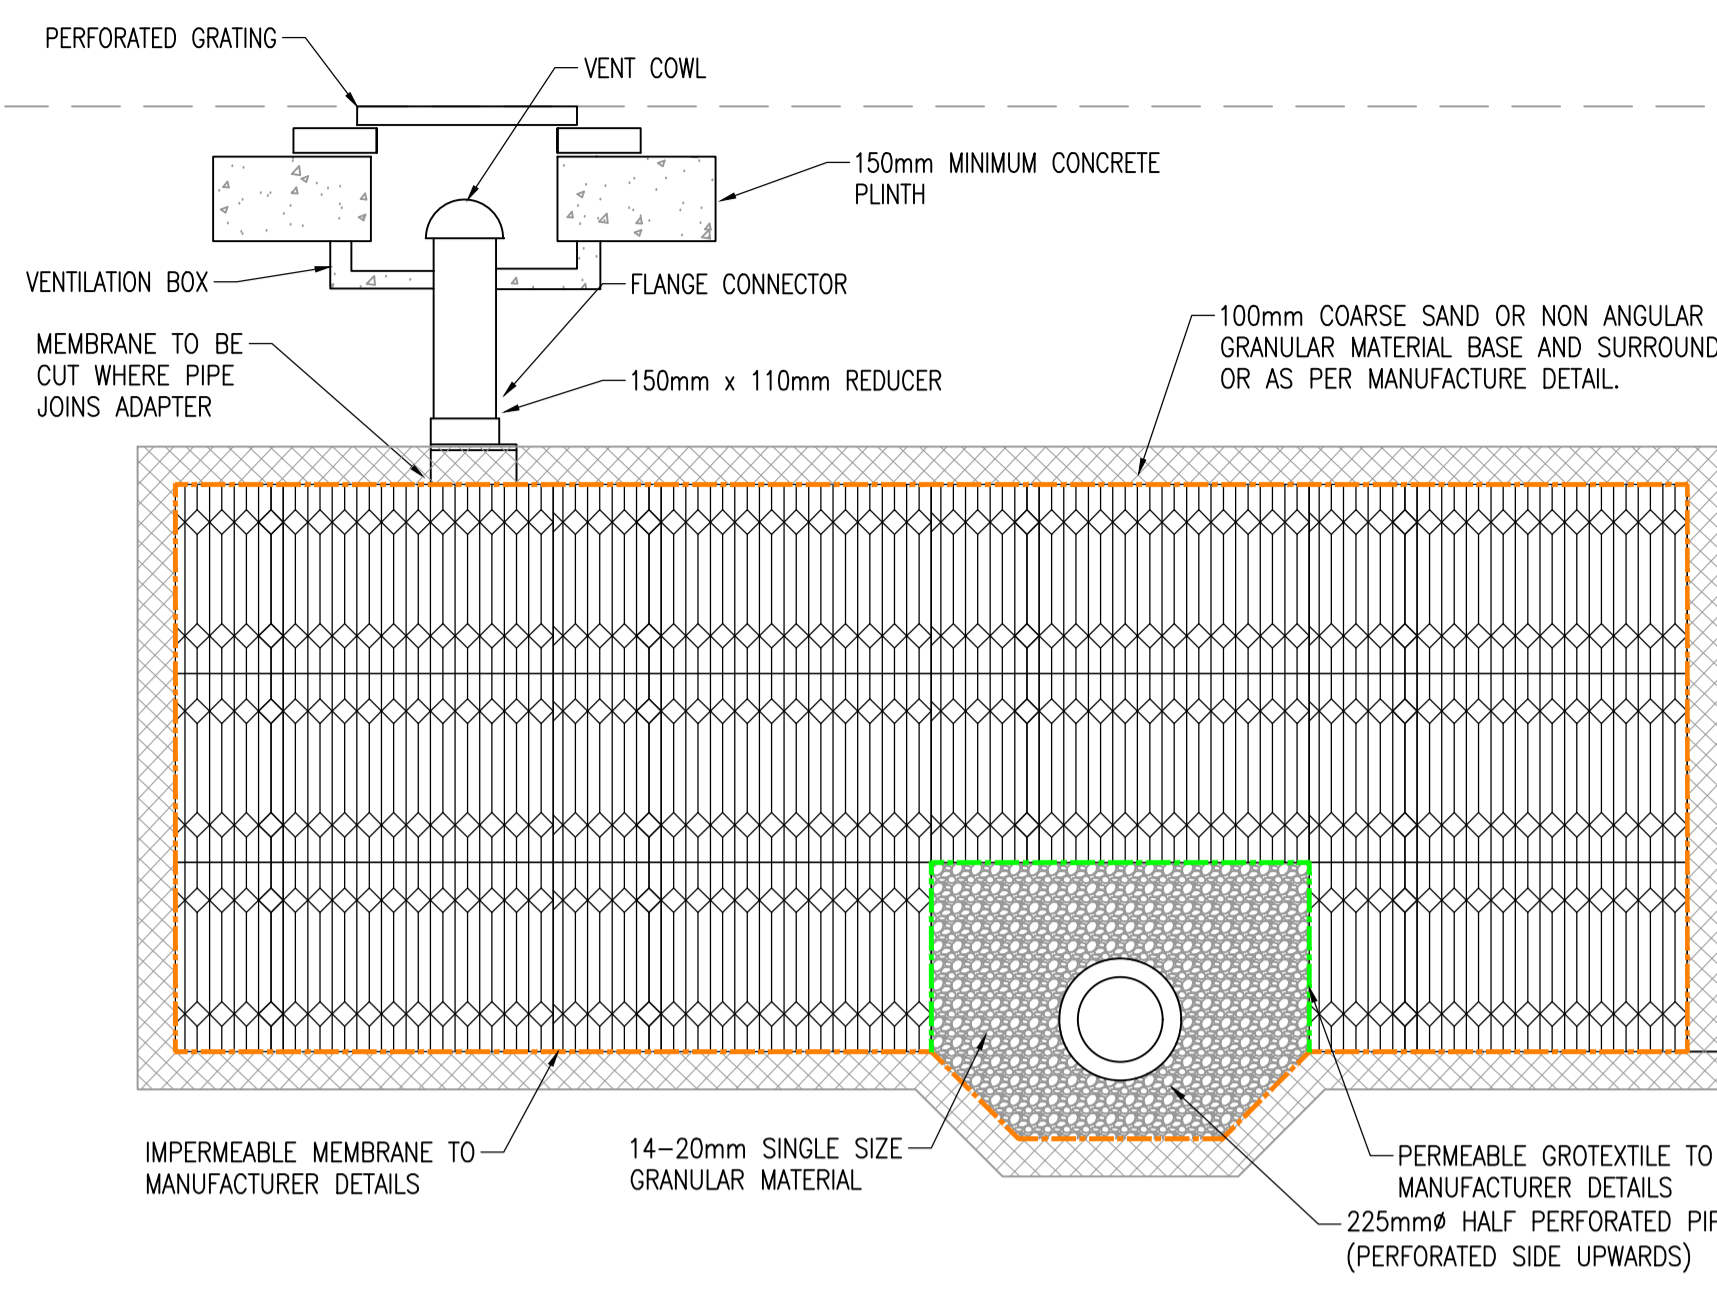 PERFORATED GRATING
VENT COWL
150mm MINIMUM CONCRETE
PLINTH
VENTILATION BOX
FLANGE CONNECTOR
MEMBRANE TO BE
CUT WHERE PIPE
JOINS ADAPTER
150mm x 110mm REDUCER
100mm COARSE SAND OR NON ANGULAR
GRANULAR MATERIAL BASE AND SURROUND
OR AS PER MANUFACTURE DETAIL.
IMPERMEABLE MEMBRANE TO
MANUFACTURER DETAILS
14-20mm SINGLE SIZE
GRANULAR MATERIAL
PERMEABLE GROTEXTILE TO
MANUFACTURER DETAILS
225mmø HALF PERFORATED
(PERFORATED SIDE UPWARDS)